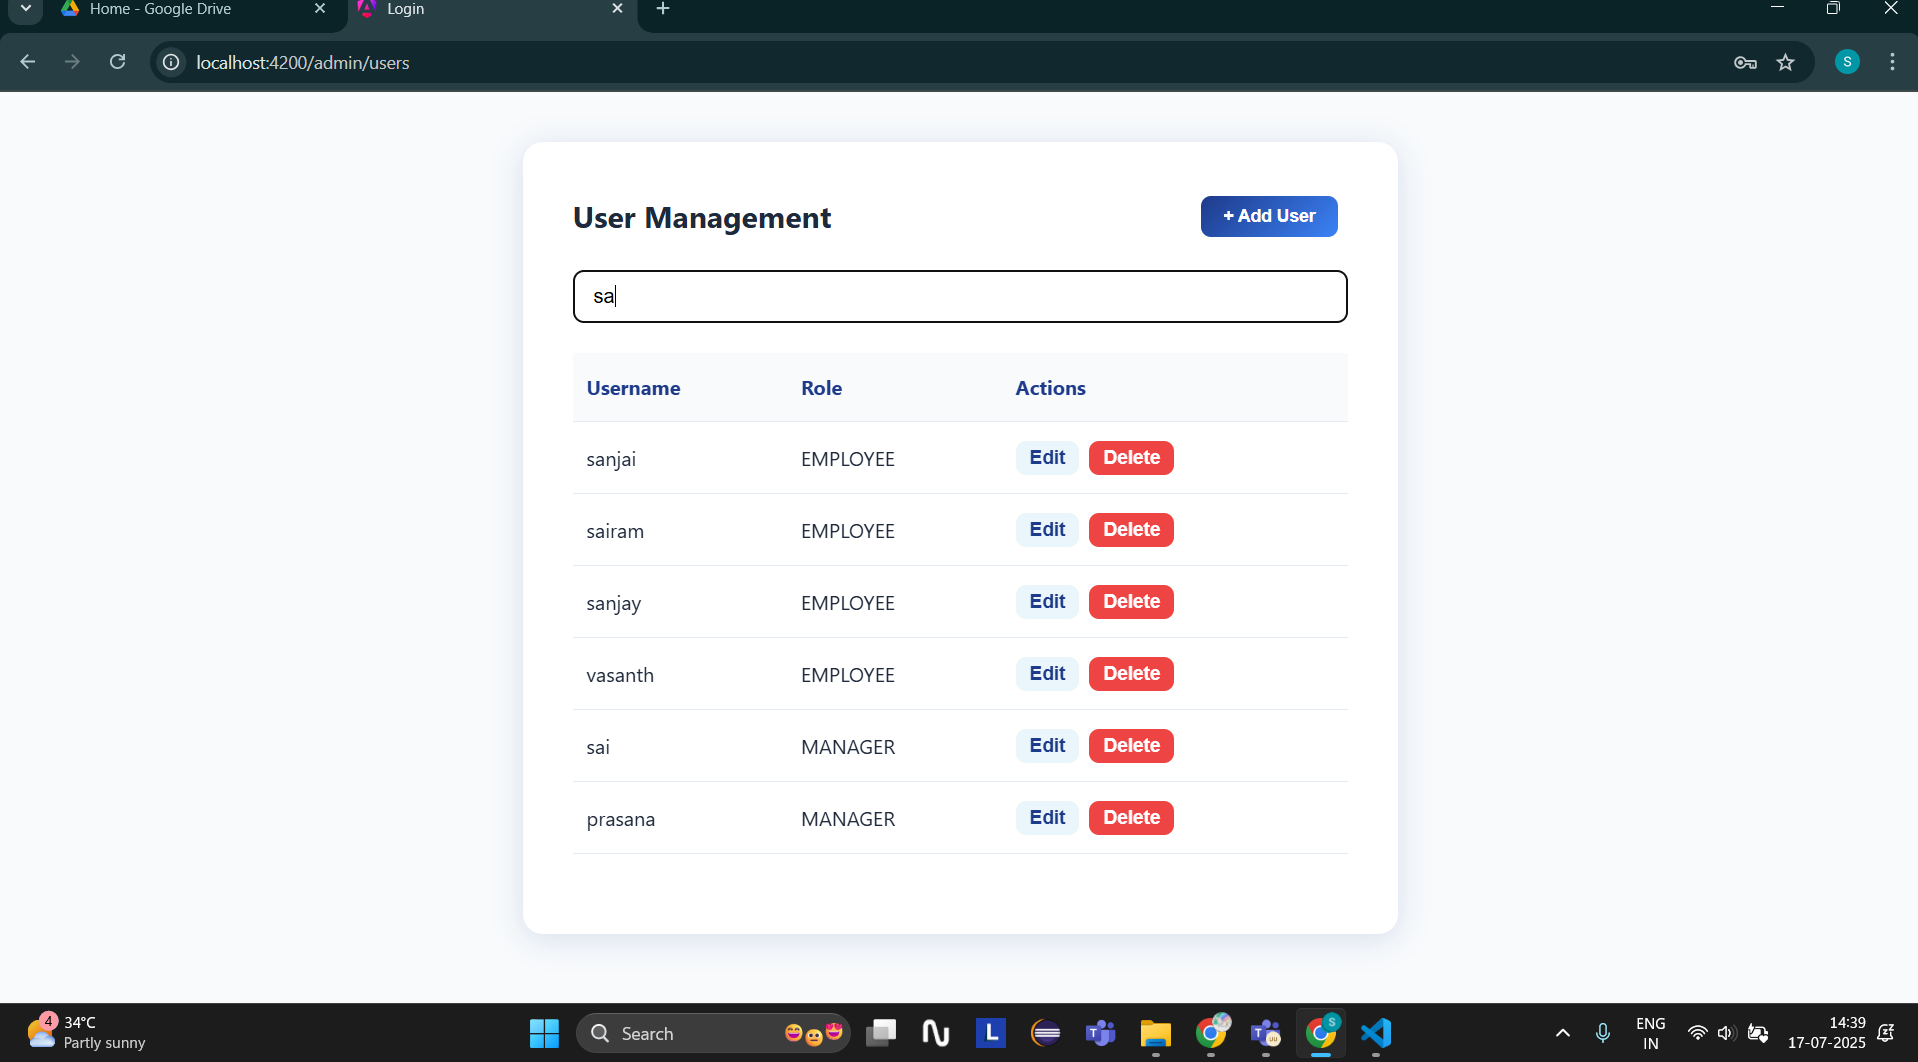 Home - Google Drive
Login
localhost:4200/admin/users
S
User Management
+ Add User
sa
Username Role Actions
sanjai EMPLOYEE Edit Delete
sairam EMPLOYEE Edit Delete
sanjay EMPLOYEE Edit Delete
vasanth EMPLOYEE Edit Delete
sai MANAGER Edit Delete
prasana MANAGER Edit Delete
4
34°C
Partly sunny
Search
L
T
T
S
ENG
IN
14:39
17-07-2025